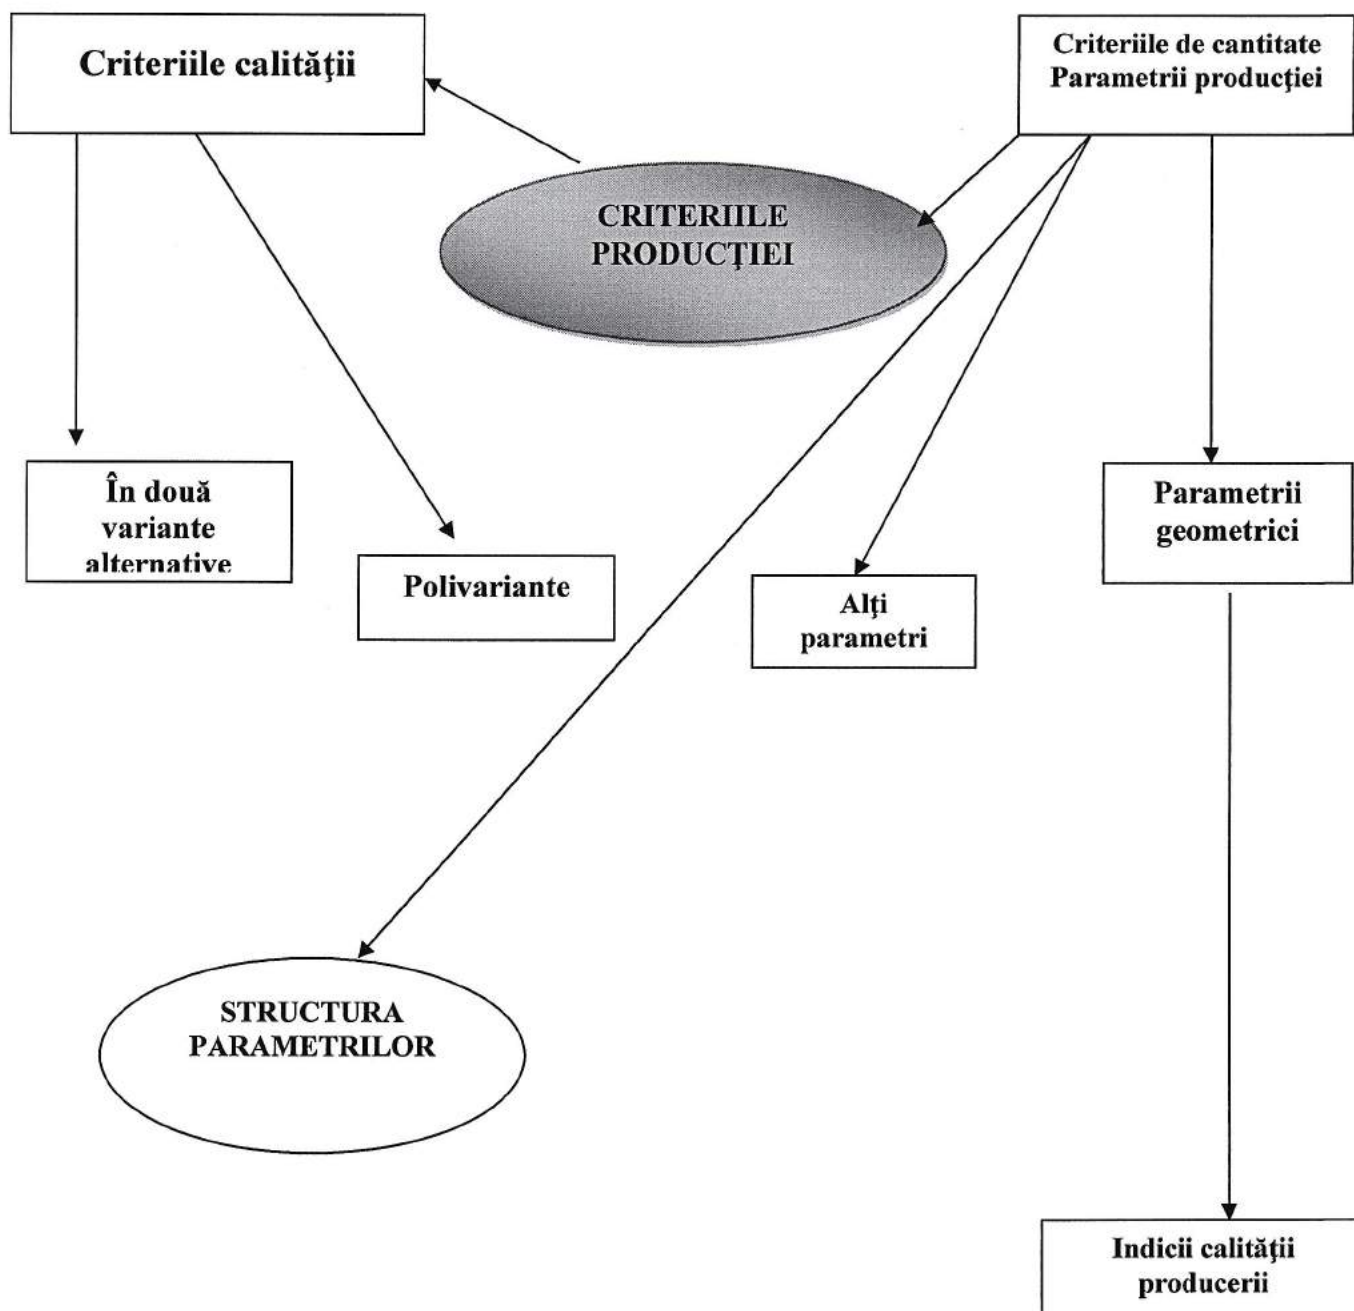 Criteriile calităţii
Criteriile de cantitate
Parametrii producţiei
CRITERIILE
PRODUCŢIEI
În două
variante
alternative
Polivariante
Alţi
parametri
Parametrii
geometrici
STRUCTURA
PARAMETRILOR
Indicii calităţii
producerii